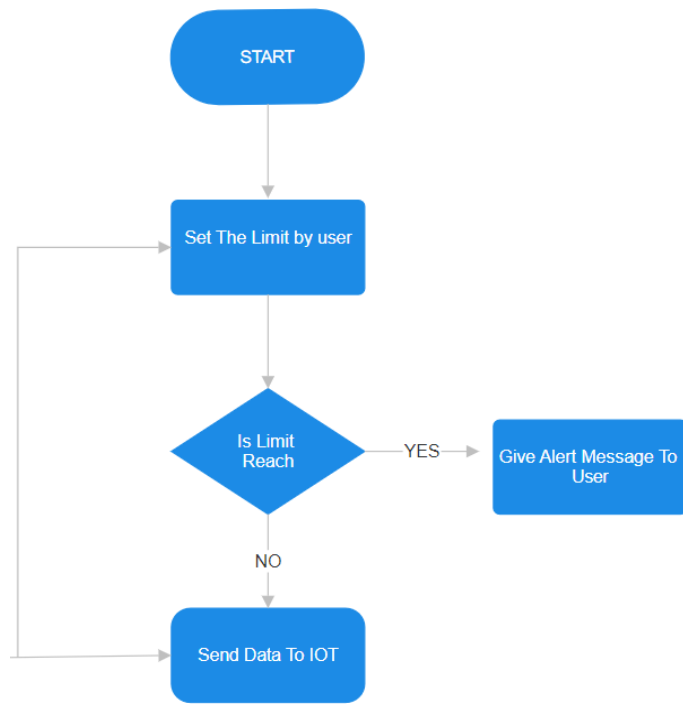 START
Set The Limit by user
Is Limit
Reach
YES
Give Alert Message To
User
NO
Send Data To IOT